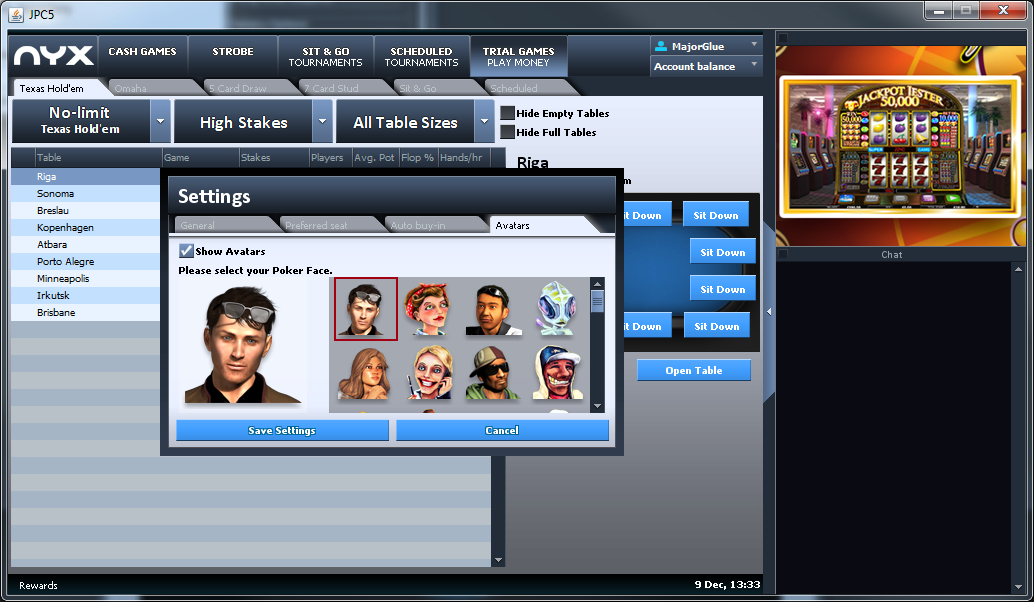 JPC5
NYX
CASH GAMES
STROBE
SIT & GO
TOURNAMENTS
SCHEDULED
TOURNAMENTS
TRIAL GAMES
PLAY MONEY
MajorGlue
Account balance
Texas Hold'em
Omaha
5 Card Draw
7 Card Stud
Sit & Go
Scheduled
No-limit
Texas Hold'em
High Stakes
All Table Sizes
Hide Empty Tables
Hide Full Tables
Table
Game
Stakes
Players
Avg. Pot
Flop %
Hands/hr
Riga
Riga
Sonoma
Breslau
Kopenhagen
Atbara
Porto Alegre
Minneapolis
Irkutsk
Brisbane
Settings
General
Preferred seat
Auto buy-in
Avatars
Show Avatars
Please select your Poker Face.
Save Settings
Cancel
it Down
Sit Down
Sit Down
Sit Down
it Down
Sit Down
Open Table
JACKPOT JESTER
50,000
Chat
Rewards
9 Dec, 13:33